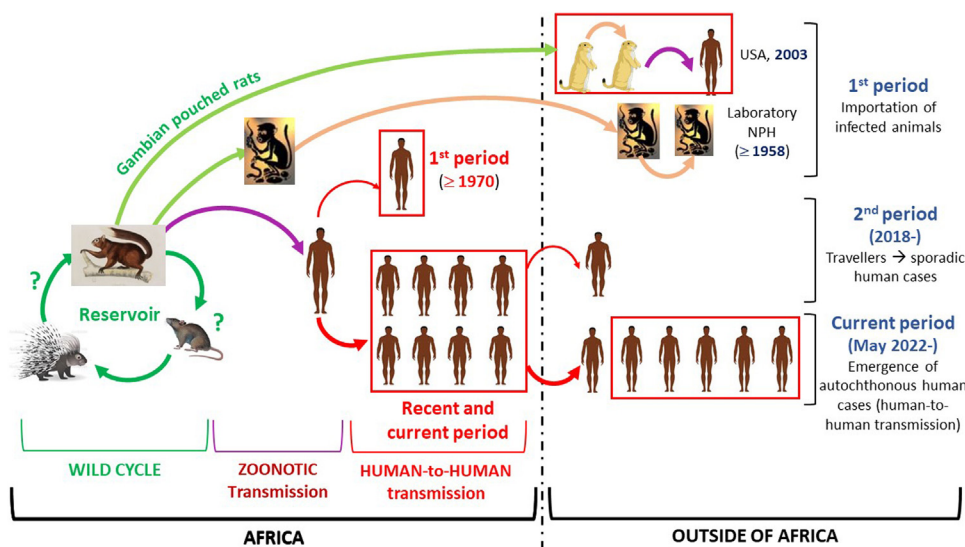 Gambian pouched rats
USA, 2003
Laboratory
NPH
(≥ 1958)
1st period
Importation of
infected animals
1st period
(≥ 1970)
2nd period
(2018-)
Travellers → sporadic
human cases
?
Reservoir
?
Current period
(May 2022-)
Emergence of
autochthonous human
cases (human-to-
human transmission)
Recent and
current period
WILD CYCLE
ZOONOTIC
Transmission
HUMAN-to-HUMAN
transmission
AFRICA
OUTSIDE OF AFRICA